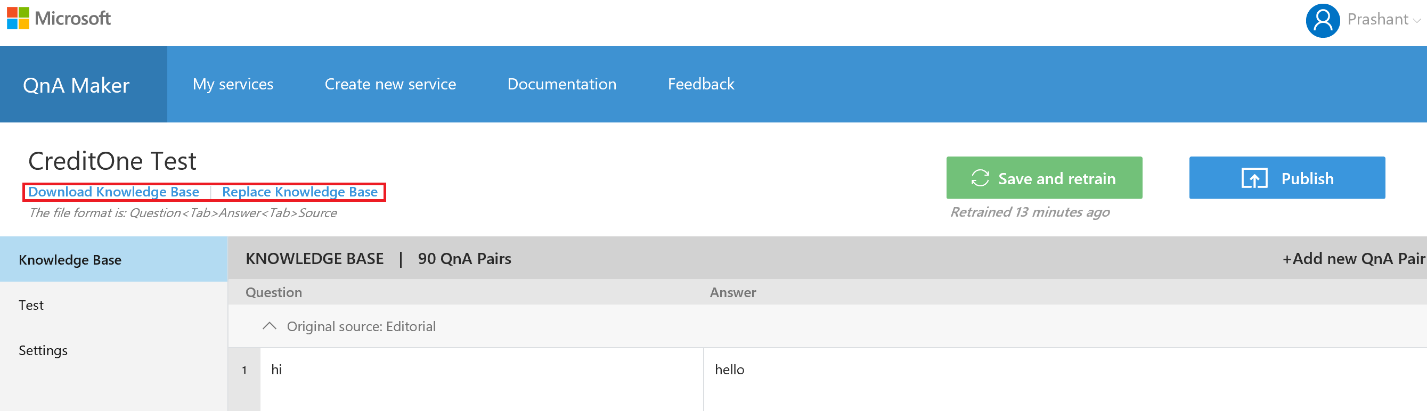 Microsoft
Prashant
QnA Maker My services Create new service Documentation Feedback
CreditOne Test
Download Knowledge Base | Replace Knowledge Base
The file format is: Question<Tab>Answer<Tab>Source
Save and retrain
Publish
Retrained 13 minutes ago
Knowledge Base
Test
Settings
KNOWLEDGE BASE | 90 QnA Pairs
+Add new QnA Pair
Question Answer
Original source: Editorial
1 hi hello